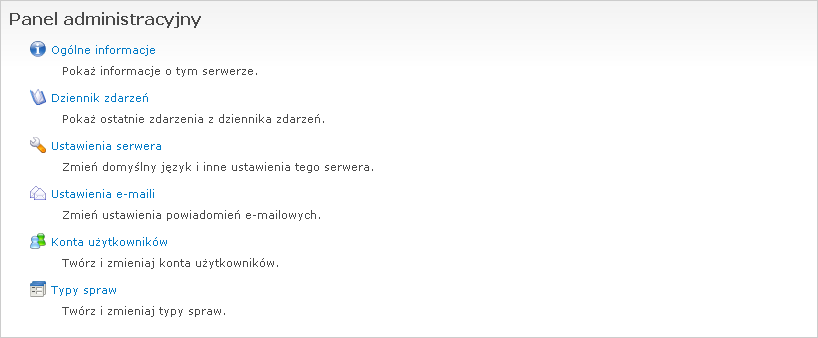 Panel administracyjny
Ogólne informacje
Pokaż informacje o tym serwerze.
Dziennik zdarzeń
Pokaż ostatnie zdarzenia z dziennika zdarzeń.
Ustawienia serwera
Zmień domyślny język i inne ustawienia tego serwera.
Ustawienia e-maili
Zmień ustawienia powiadomień e-mailowych.
Konta użytkowników
Twórz i zmieniaj konta użytkowników.
Typy spraw
Twórz i zmieniaj typy spraw.